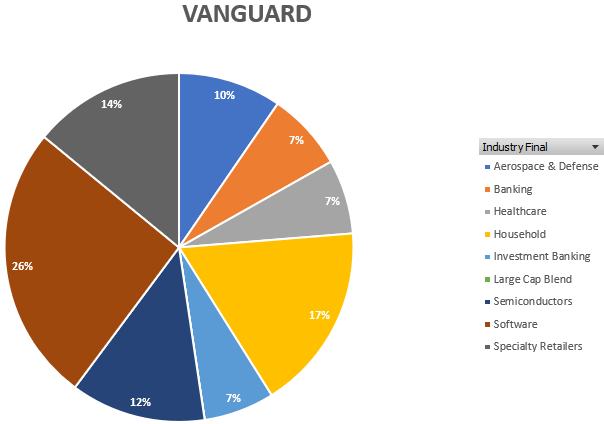 VANGUARD
10%
7%
7%
17%
7%
12%
26%
14%
Industry Final
Aerospace & Defense
Banking
Healthcare
Household
Investment Banking
Large Cap Blend
Semiconductors
Software
Specialty Retailers